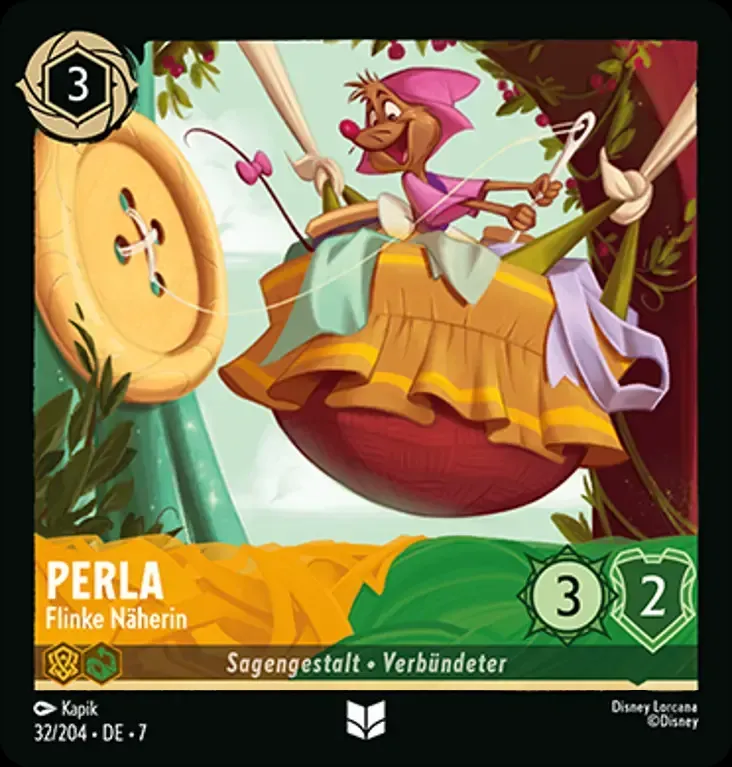 3
PERLA
Flinke Näherin
3
2
Sagengestalt • Verbündeter
Kapik
Disney Lorcana
32/204 • DE • 7
©Disney